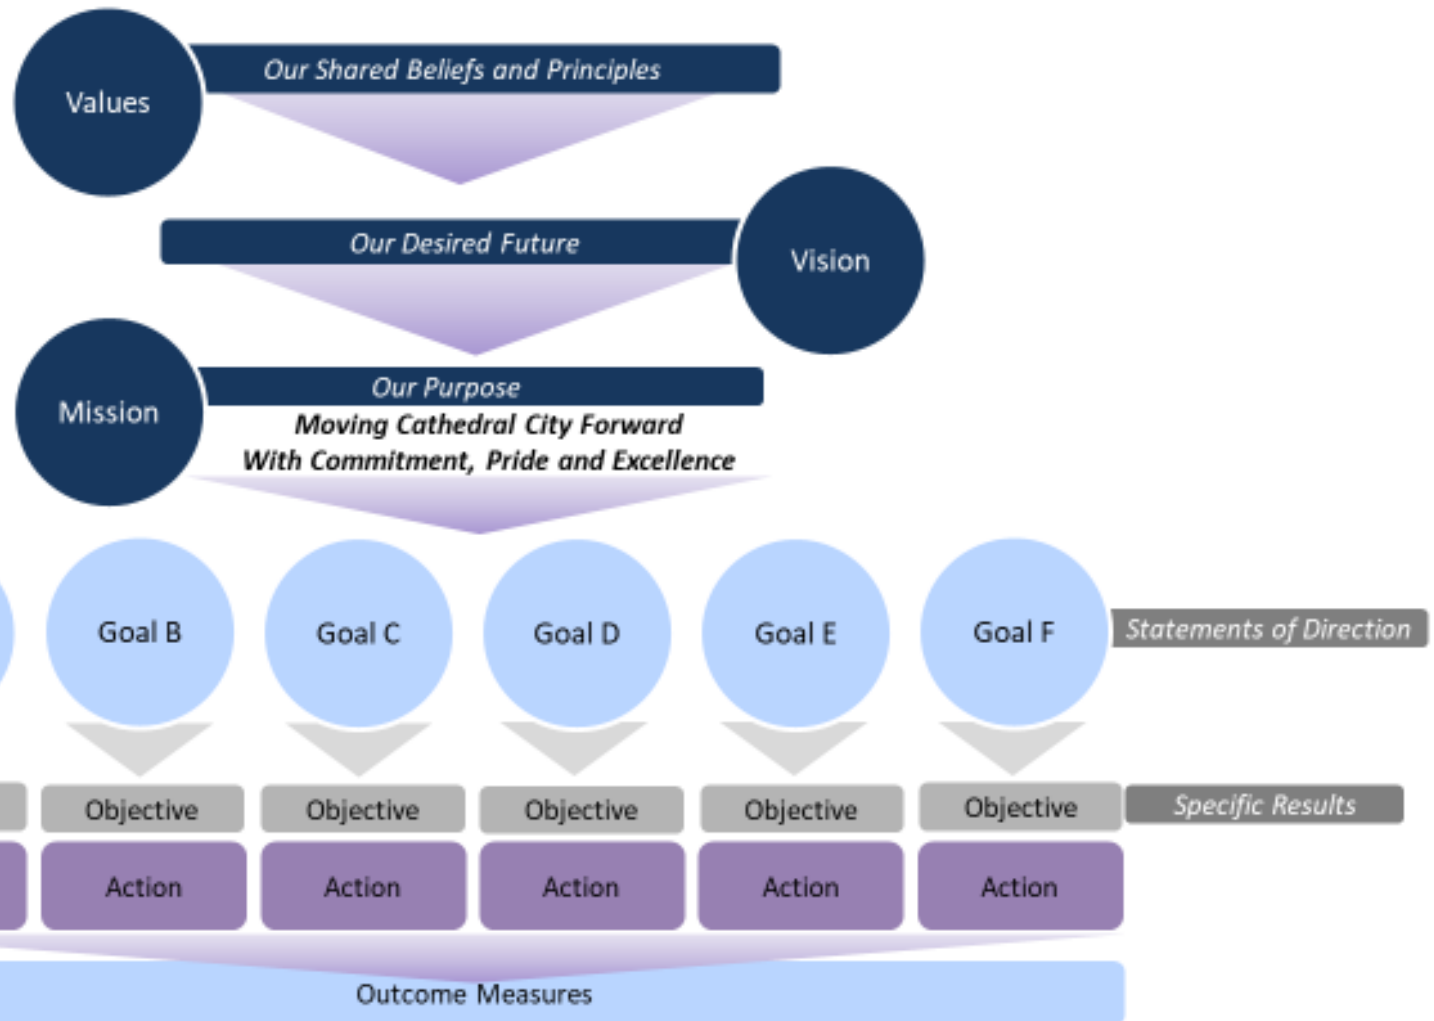 Values
Our Shared Beliefs and Principles
Our Desired Future
Vision
Mission
Our Purpose
Moving Cathedral City Forward
With Commitment, Pride and Excellence
Goal B
Goal C
Goal D
Goal E
Goal F
Statements of Direction
Objective
Objective
Objective
Objective
Objective
Specific Results
Action
Action
Action
Action
Action
Outcome Measures